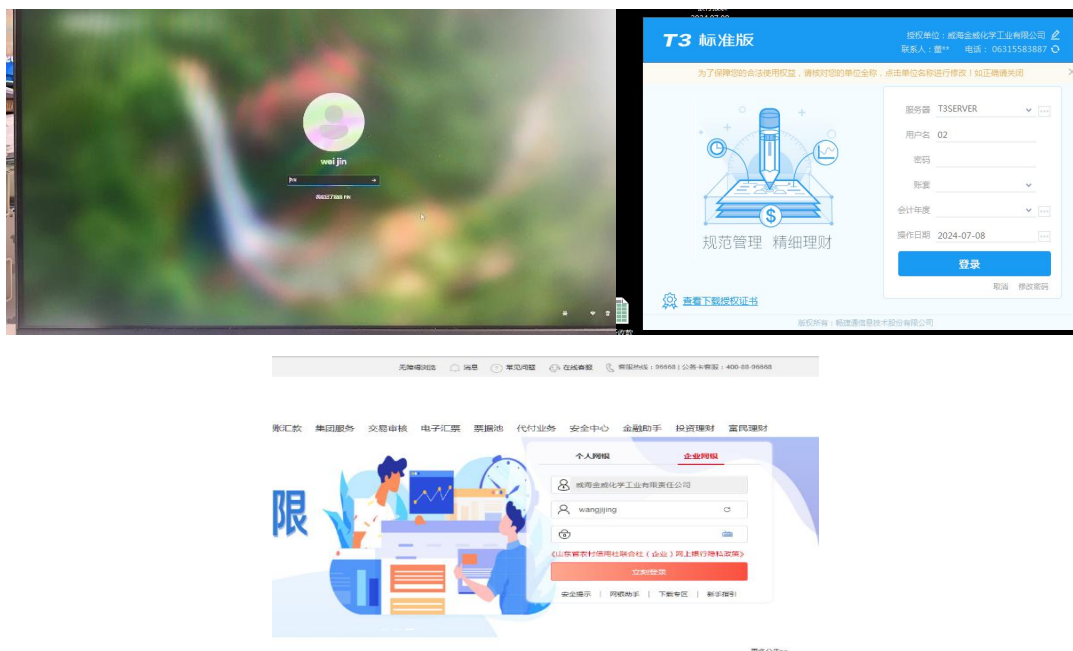 wei jin
PIN
我忘记了我的 PIN
2024-07-09
T3 标准版
授权单位：威海金威化学工业有限公司
联系人：董** 电话：06315583887
为了保障您的合法使用权益，请核对您的单位全称，点击单位名称进行修改！如正确请关闭
服务器 T3SERVER
用户名 02
密码
账套
会计年度
操作日期 2024-07-08
登录
取消 修改密码
规范管理 精细理财
查看下载授权证书
版权所有：畅捷通信息技术股份有限公司
无障碍浏览 消息 常见问题 在线客服 客服热线：96668 | 公务卡客服：400-88-96668
账汇款 集团服务 交易审核 电子汇票 票据池 代付业务 安全中心 金融助手 投资理财 富民理财
限
个人网银 企业网银
威海金威化学工业有限责任公司
wangjijing
《山东省农村信用社联合社（企业）网上银行隐私政策》
立刻登录
安全提示 | 网银助手 | 下载专区 | 新手指引